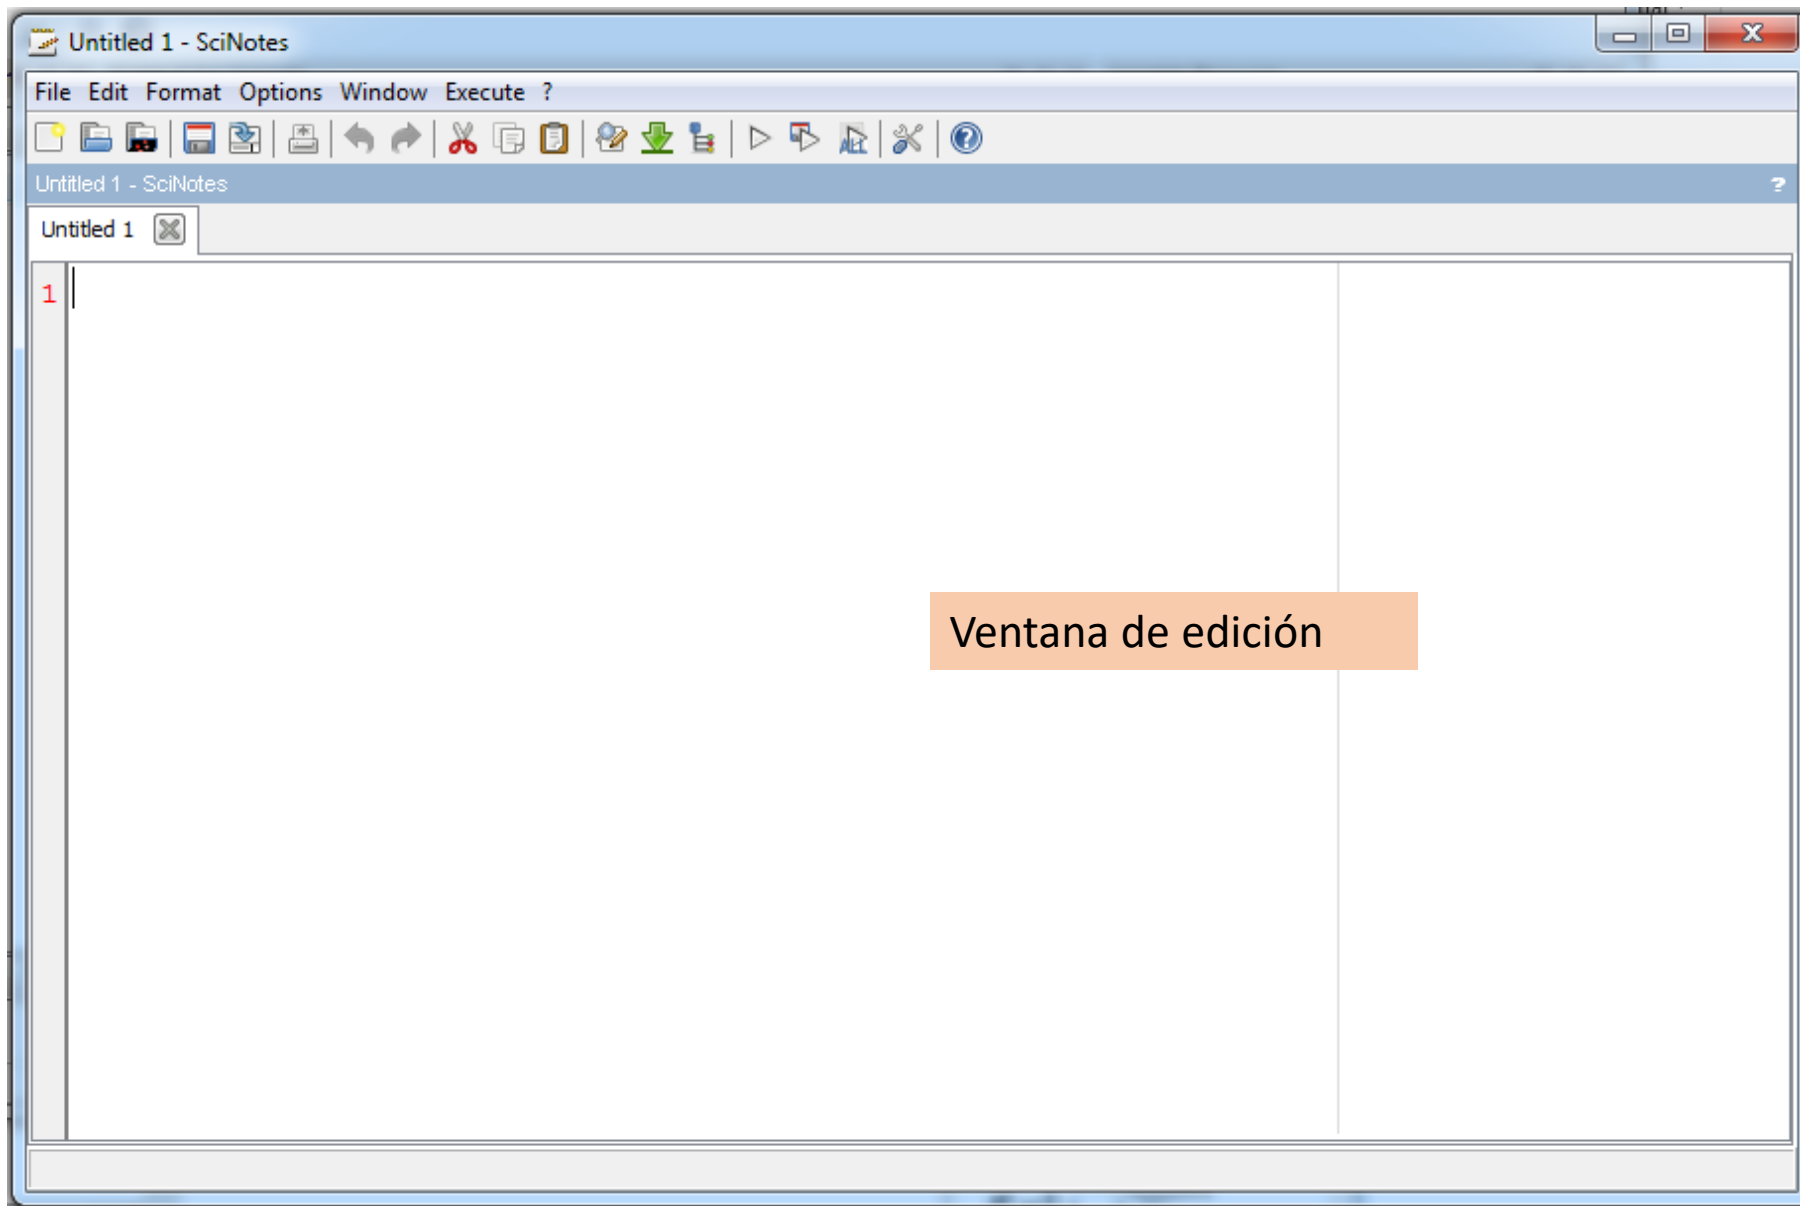 Untitled 1 - SciNotes
File Edit Format Options Window Execute ?
Untitled 1 - SciNotes ?
Untitled 1
1
Ventana de edición